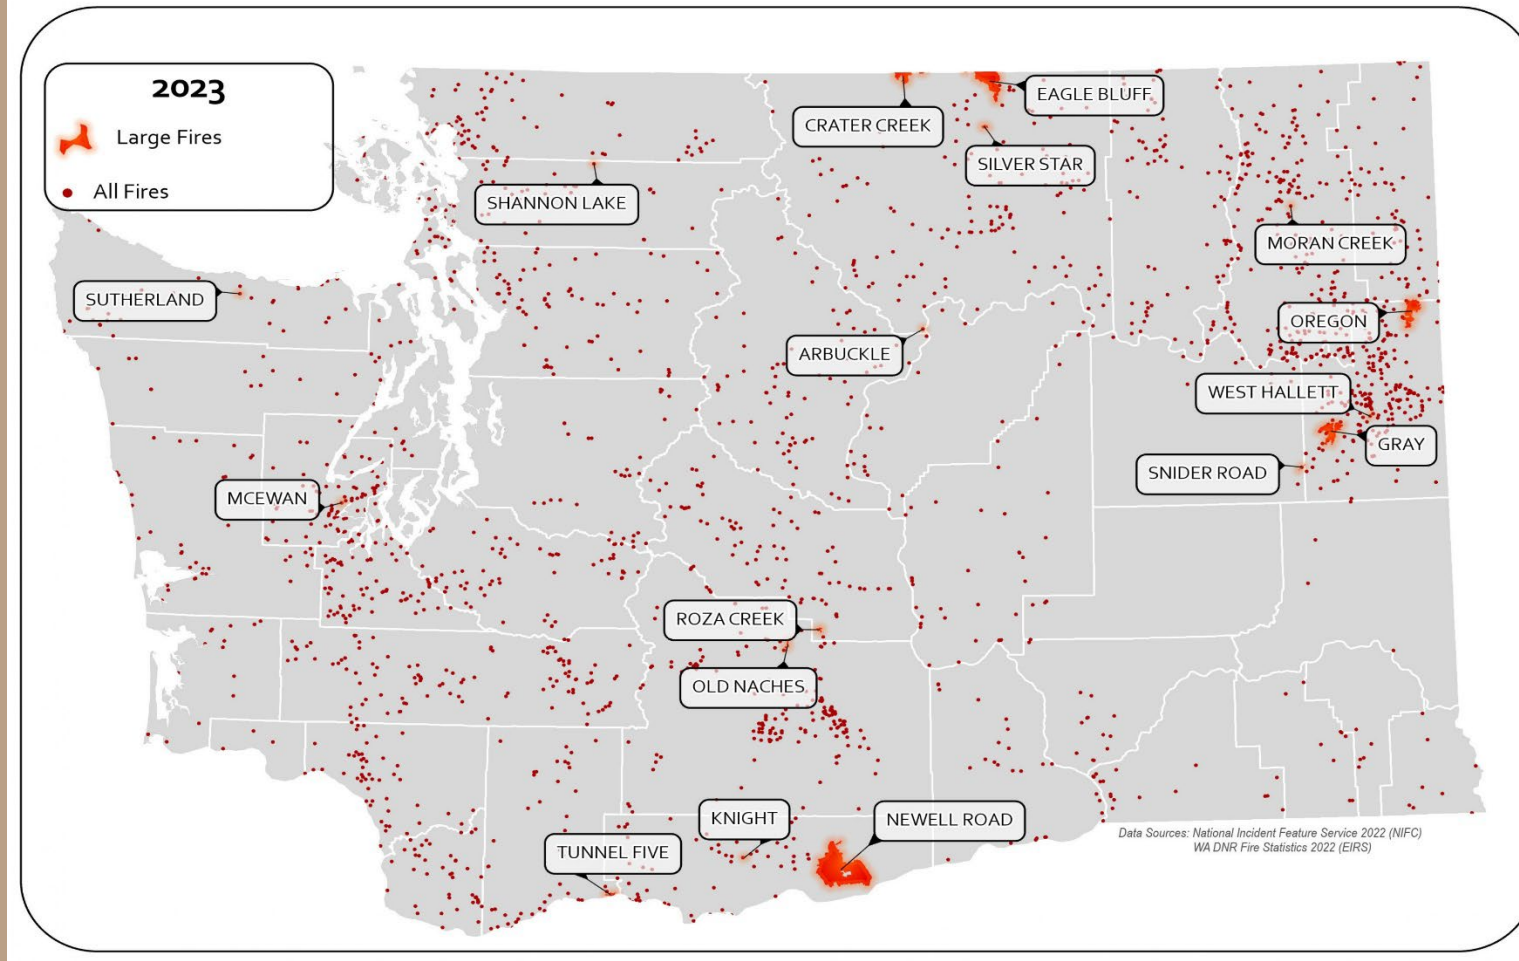 2023
Large Fires
All Fires
CRATER CREEK
EAGLE BLUFF
SILVER STAR
SHANNON LAKE
MORAN CREEK
SUTHERLAND
OREGON
ARBUCKLE
WEST HALLETT
GRAY
SNIDER ROAD
MCEWAN
ROZA CREEK
OLD NACHES
KNIGHT
NEWELL ROAD
TUNNEL FIVE
Data Sources: National Incident Feature Service 2022 (NIFC)
WA DNR Fire Statistics 2022 (EIRS)